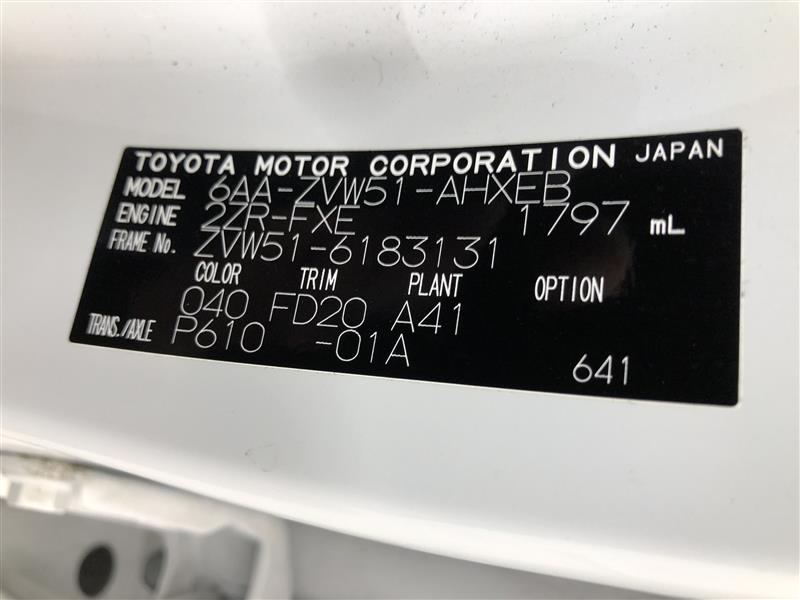 TOYOTA MOTOR CORPORATION JAPAN
MODEL 6AA-ZVW51-AHXEB
ENGINE 2ZR-FXE 1797 mL
FRAME No. ZVW51-6183131
COLOR TRIM PLANT OPTION
040 FD20 A41
TRANS./AXLE P610 -01A
641